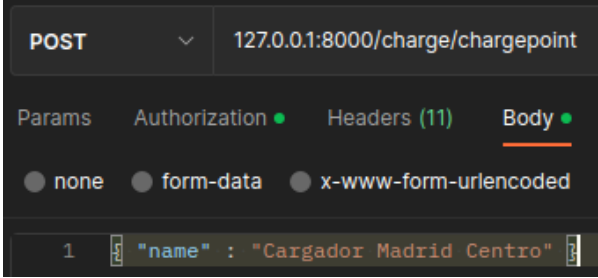 POST 127.0.0.1:8000/charge/chargepoint
Params Authorization Headers (11) Body
none form-data x-www-form-urlencoded
1 { "name" : "Cargador Madrid Centro" }